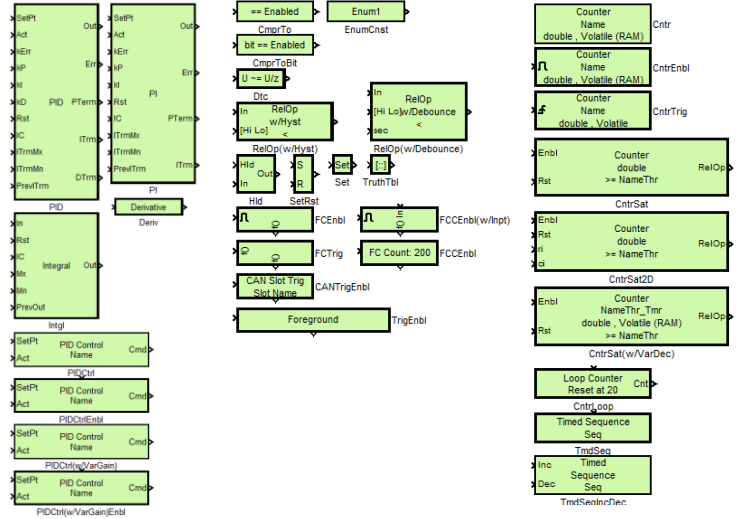 SetPt
Act
kErr
kP
kI
kD
Rst
IC
ITrmMx
ITrmMn
PrevITrm
PID
Out
Err
PTerm
ITrm
DTrm
PID
SetPt
Act
kErr
kP
kI
Rst
IC
ITrmMx
ITrmMn
PrevITrm
PI
Out
Err
PTerm
ITrm
PI
Derivative
Deriv
In
Rst
IC
Mx
Mn
PrevOut
Integral
Out
Intgl
SetPt
Act
PID Control
Name
Cmd
PIDCtrl
SetPt
Act
PID Control
Name
Cmd
PIDCtrlEnbl
SetPt
Act
PID Control
Name
Cmd
PIDCtrl(w/VarGain)
SetPt
Act
PID Control
Name
Cmd
PIDCtrl(w/VarGain)Enbl
== Enabled
CmprTo
Enum1
EnumCnst
bit == Enabled
CmprToBit
U ~= U/z
Dtc
In
[Hi Lo]
RelOp
w/Hyst
<
RelOp(w/Hyst)
In
[Hi Lo]
sec
RelOp
w/Debounce
<
RelOp(w/Debounce)
Hld
In
Out
Hld
S
R
SetRst
Set
Set
[::]
TruthTbl
FCEnbl
In
FCCEnbl(w/Inpt)
FCTrig
FC Count: 200
FCCEnbl
CAN Slot Trig
Slot Name
CANTrigEnbl
Foreground
TrigEnbl
Counter
Name
double , Volatile (RAM)
Cntr
Counter
Name
double , Volatile (RAM)
CntrEnbl
Counter
Name
double , Volatile
CntrTrig
Enbl
Rst
Counter
double
>= NameThr
RelOp
CntrSat
Enbl
Rst
ri
ci
Counter
double
>= NameThr
RelOp
CntrSat2D
Enbl
Rst
Counter
NameThr_Tmr
double , Volatile (RAM)
>= NameThr
RelOp
CntrSat(w/VarDec)
Loop Counter
Reset at 20
Cnt
CntrLoop
Timed Sequence
Seq
TmdSeq
Inc
Dec
Timed
Sequence
Seq
TmdSeqIncDec